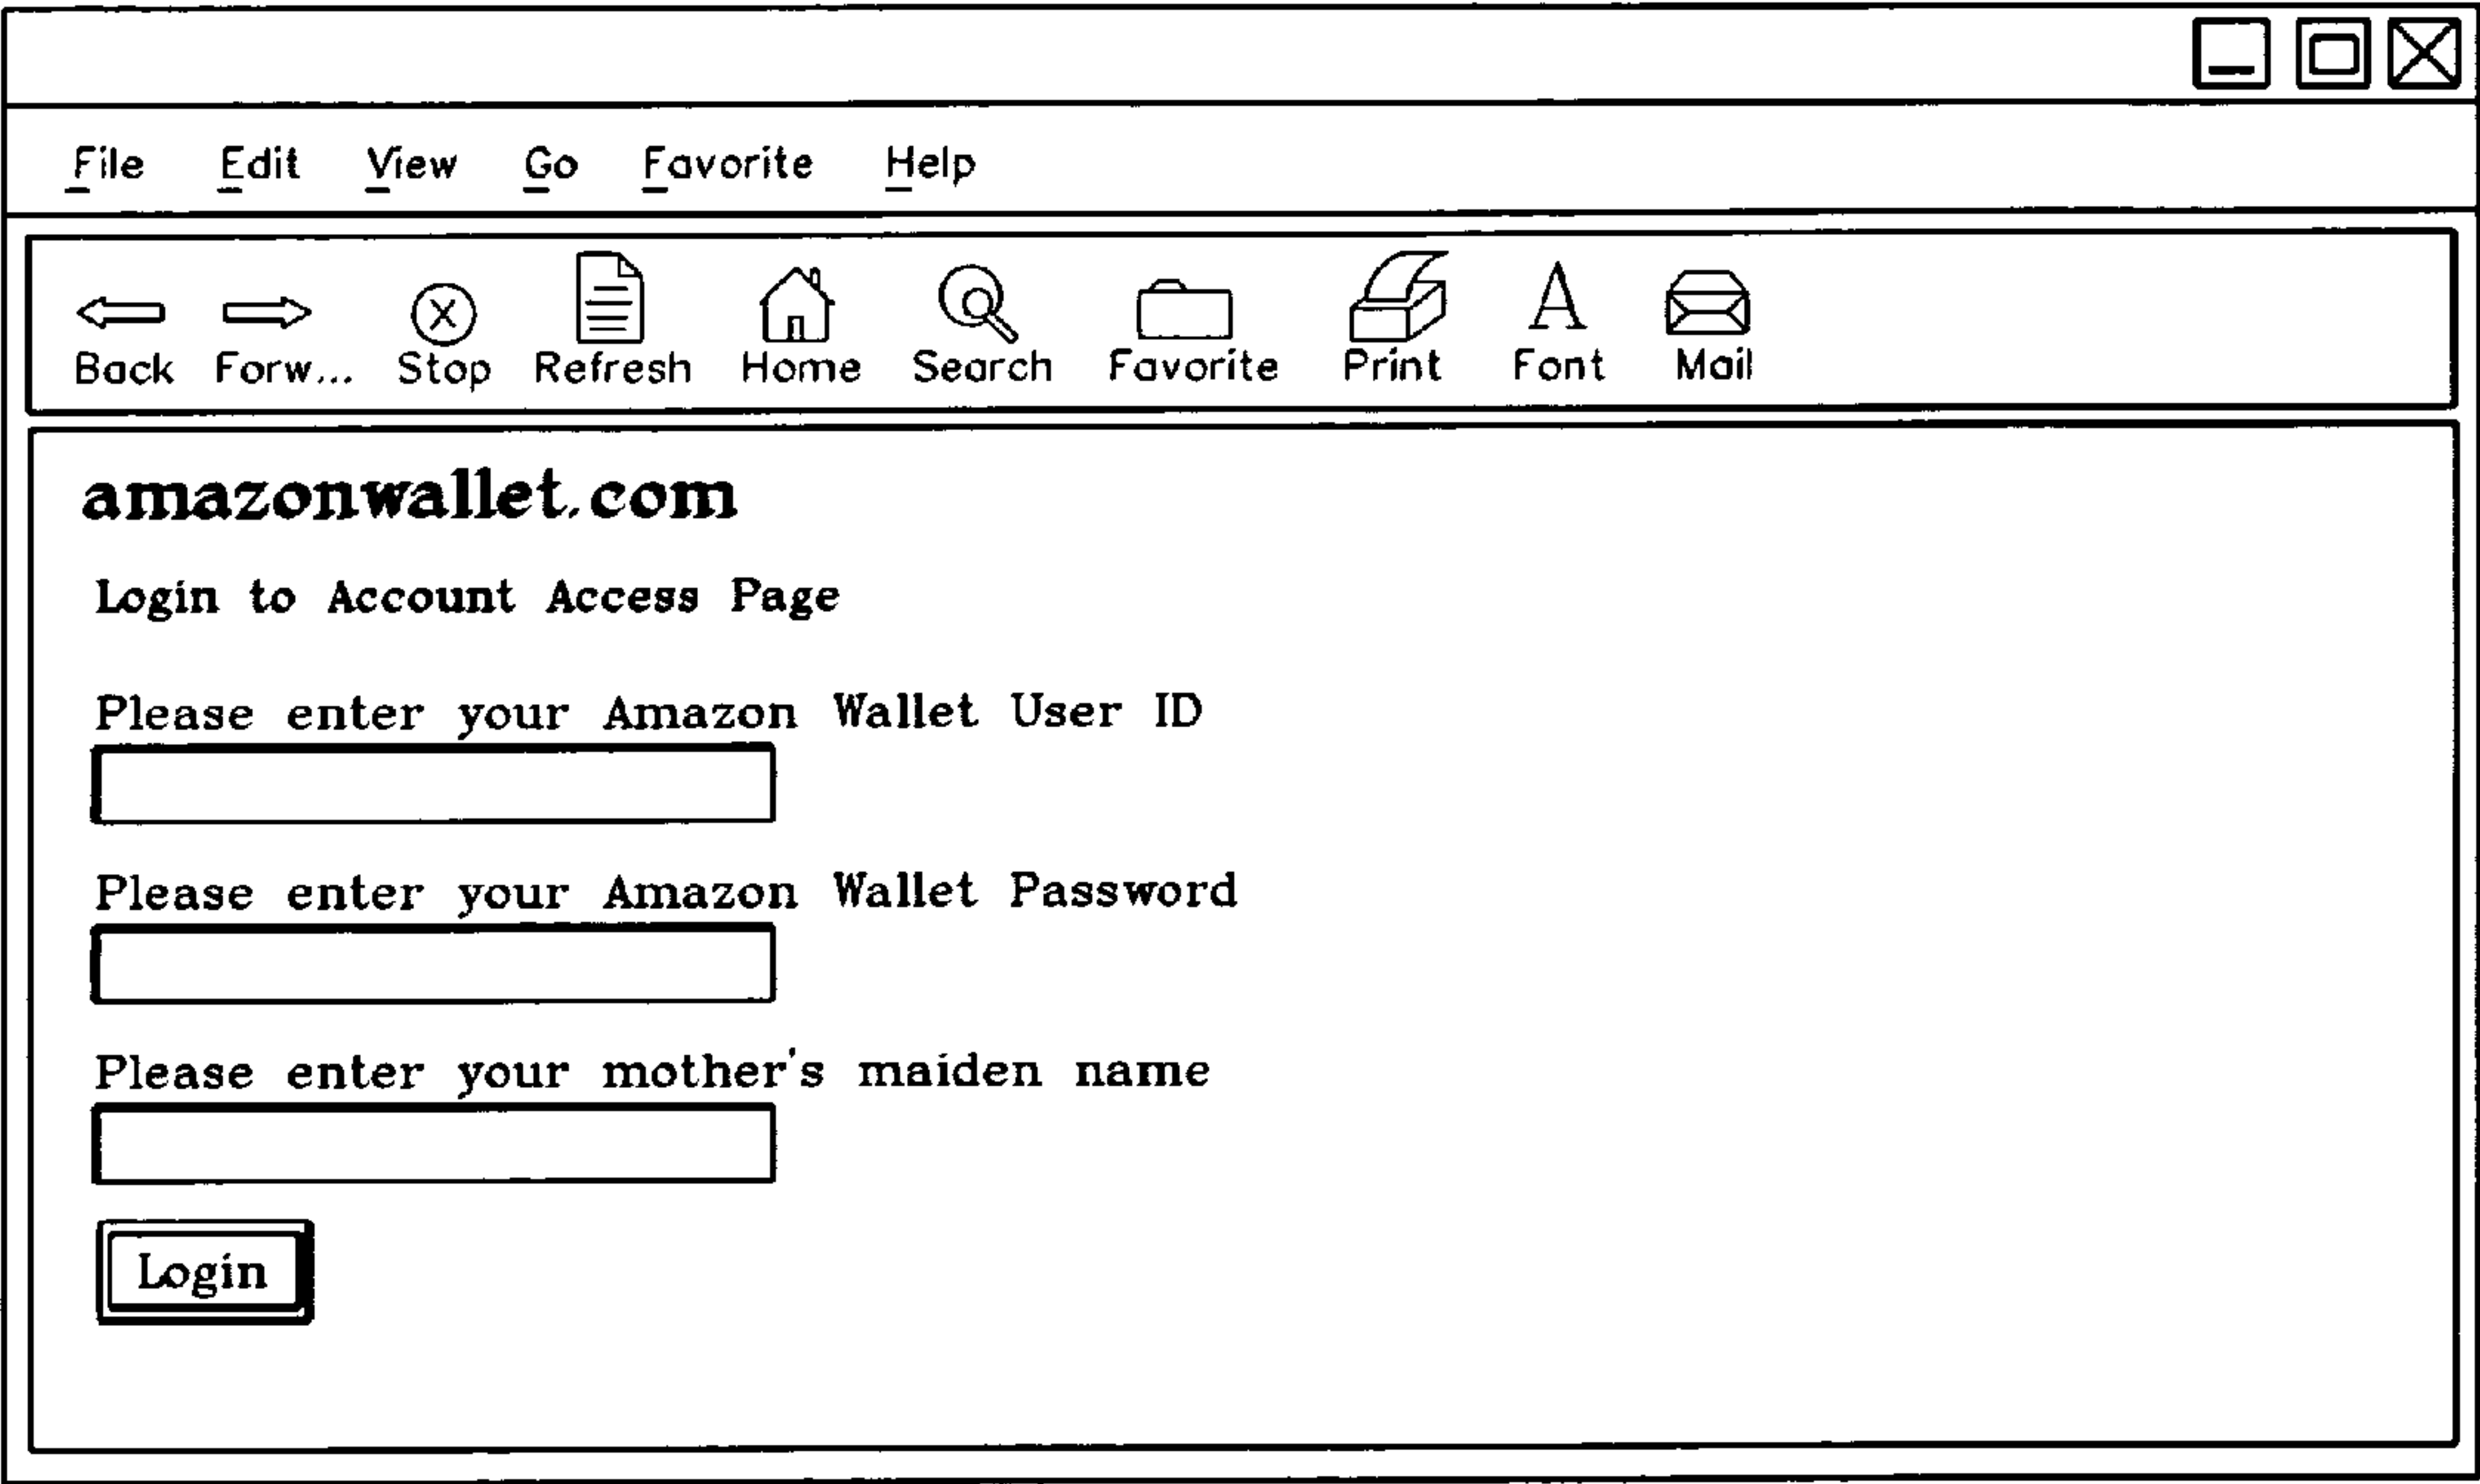 File Edit View Go Favorite Help
Back Forw... Stop Refresh Home Search Favorite Print Font Mail
amazonwallet.com
Login to Account Access Page
Please enter your Amazon Wallet User ID
Please enter your Amazon Wallet Password
Please enter your mother's maiden name
Login